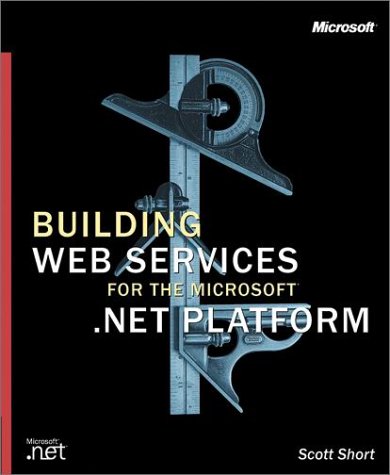 Microsoft
BUILDING
WEB SERVICES
FOR THE MICROSOFT
.NET PLATFORM
Microsoft
.net
Scott Short